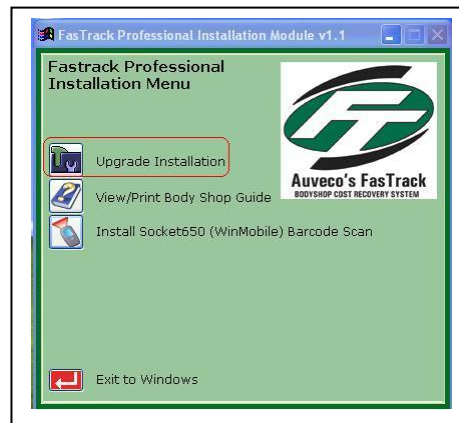 FasTrack Professional Installation Module v1.1
Fastrack Professional
Installation Menu
Upgrade Installation
View/Print Body Shop Guide
Install Socket650 (WinMobile) Barcode Scan
Exit to Windows
FT
Auveco's FasTrack
BODYSHOP COST RECOVERY SYSTEM